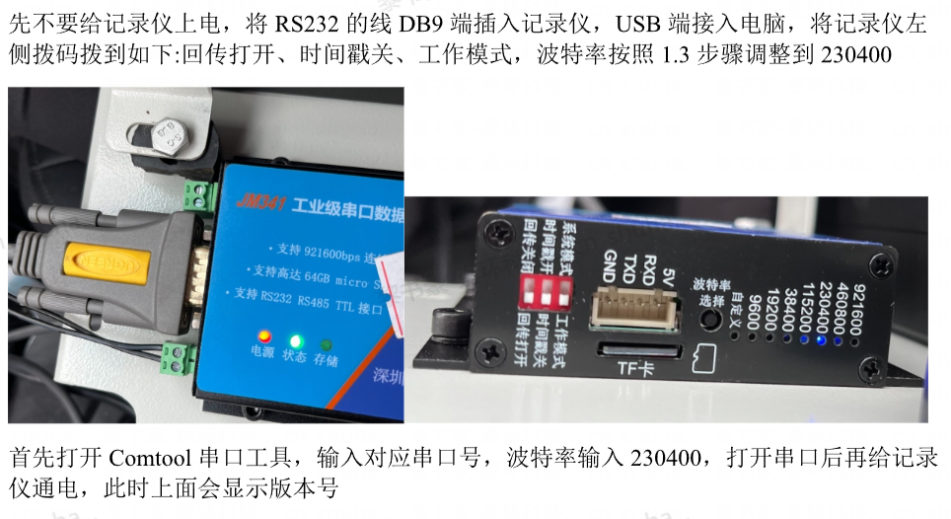 先不要给记录仪上电，将 RS232 的线 DB9 端插入记录仪，USB 端接入电脑，将记录仪左
侧拨码拨到如下:回传打开、时间戳关、工作模式，波特率按照 1.3 步骤调整到 230400
JM341 工业级串口数据
·支持 921600bps 连
·支持高达 64GB micro S
·支持 RS232 RS485 TTL 接口
电源 状态 存储
深圳
系统模式
时间戳开
回传关闭
工作模式
时间戳关
回传打开
GND
TXD
RXD
5V
TF卡
波特率
选择
自定义
9600
19200
38400
115200
230400
460800
921600
首先打开 Comtool 串口工具，输入对应串口号，波特率输入 230400，打开串口后再给记录
仪通电，此时上面会显示版本号